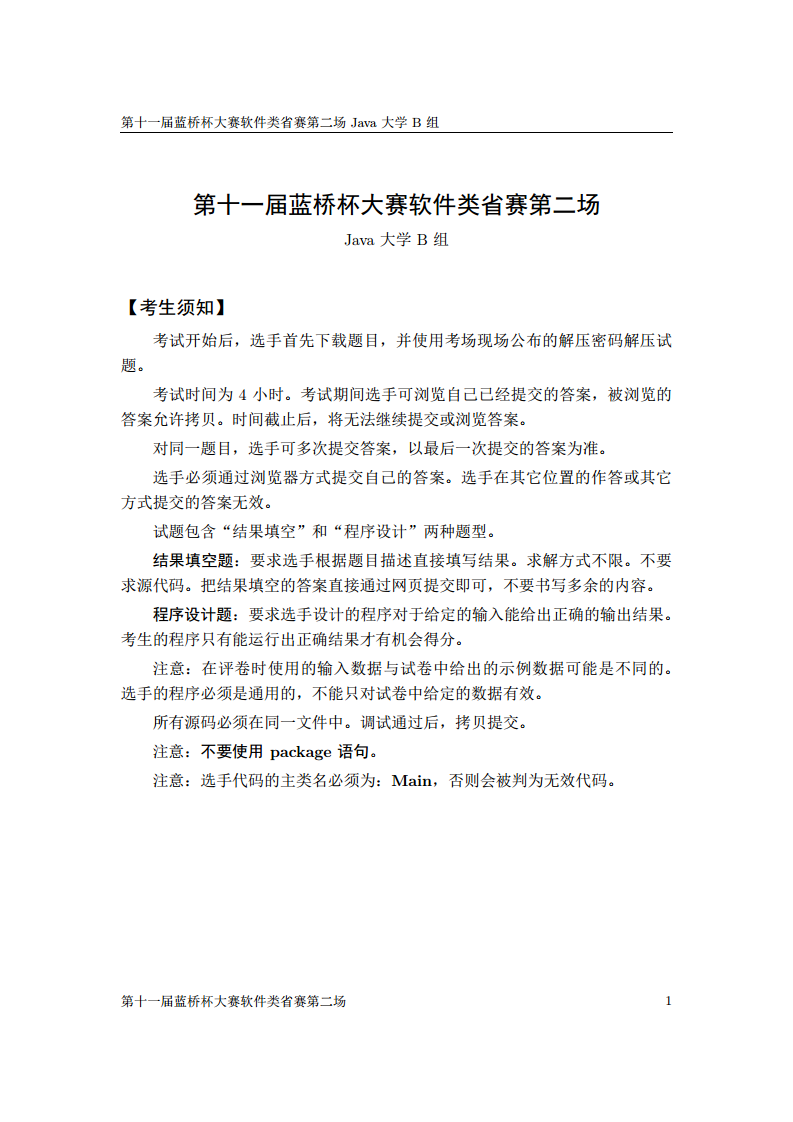 第十一届蓝桥杯大赛软件类省赛第二场 Java 大学 B 组
第十一届蓝桥杯大赛软件类省赛第二场
Java 大学 B 组
【考生须知】
考试开始后，选手首先下载题目，并使用考场现场公布的解压密码解压试
题。
考试时间为 4 小时。考试期间选手可浏览自己已经提交的答案，被浏览的
答案允许拷贝。时间截止后，将无法继续提交或浏览答案。
对同一题目，选手可多次提交答案，以最后一次提交的答案为准。
选手必须通过浏览器方式提交自己的答案。选手在其它位置的作答或其它
方式提交的答案无效。
试题包含“结果填空”和“程序设计”两种题型。
结果填空题：要求选手根据题目描述直接填写结果。求解方式不限。不要
求源代码。把结果填空的答案直接通过网页提交即可，不要书写多余的内容。
程序设计题：要求选手设计的程序对于给定的输入能给出正确的输出结果。
考生的程序只有能运行出正确结果才有机会得分。
注意：在评卷时使用的输入数据与试卷中给出的示例数据可能是不同的。
选手的程序必须是通用的，不能只对试卷中给定的数据有效。
所有源码必须在同一文件中。调试通过后，拷贝提交。
注意：不要使用 package 语句。
注意：选手代码的主类名必须为：Main，否则会被判为无效代码。
第十一届蓝桥杯大赛软件类省赛第二场 1